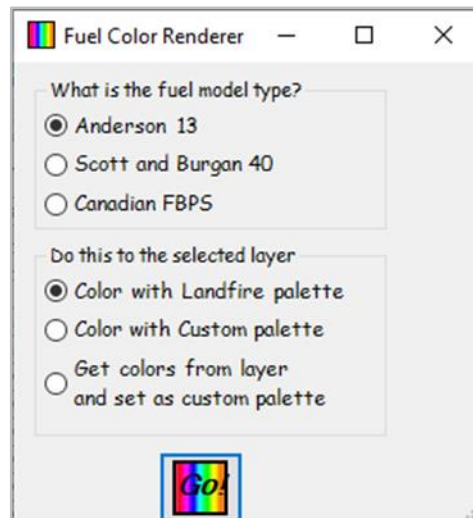 Fuel Color Renderer
What is the fuel model type?
Anderson 13
Scott and Burgan 40
Canadian FBPS
Do this to the selected layer
Color with Landfire palette
Color with Custom palette
Get colors from layer
and set as custom palette
Go!